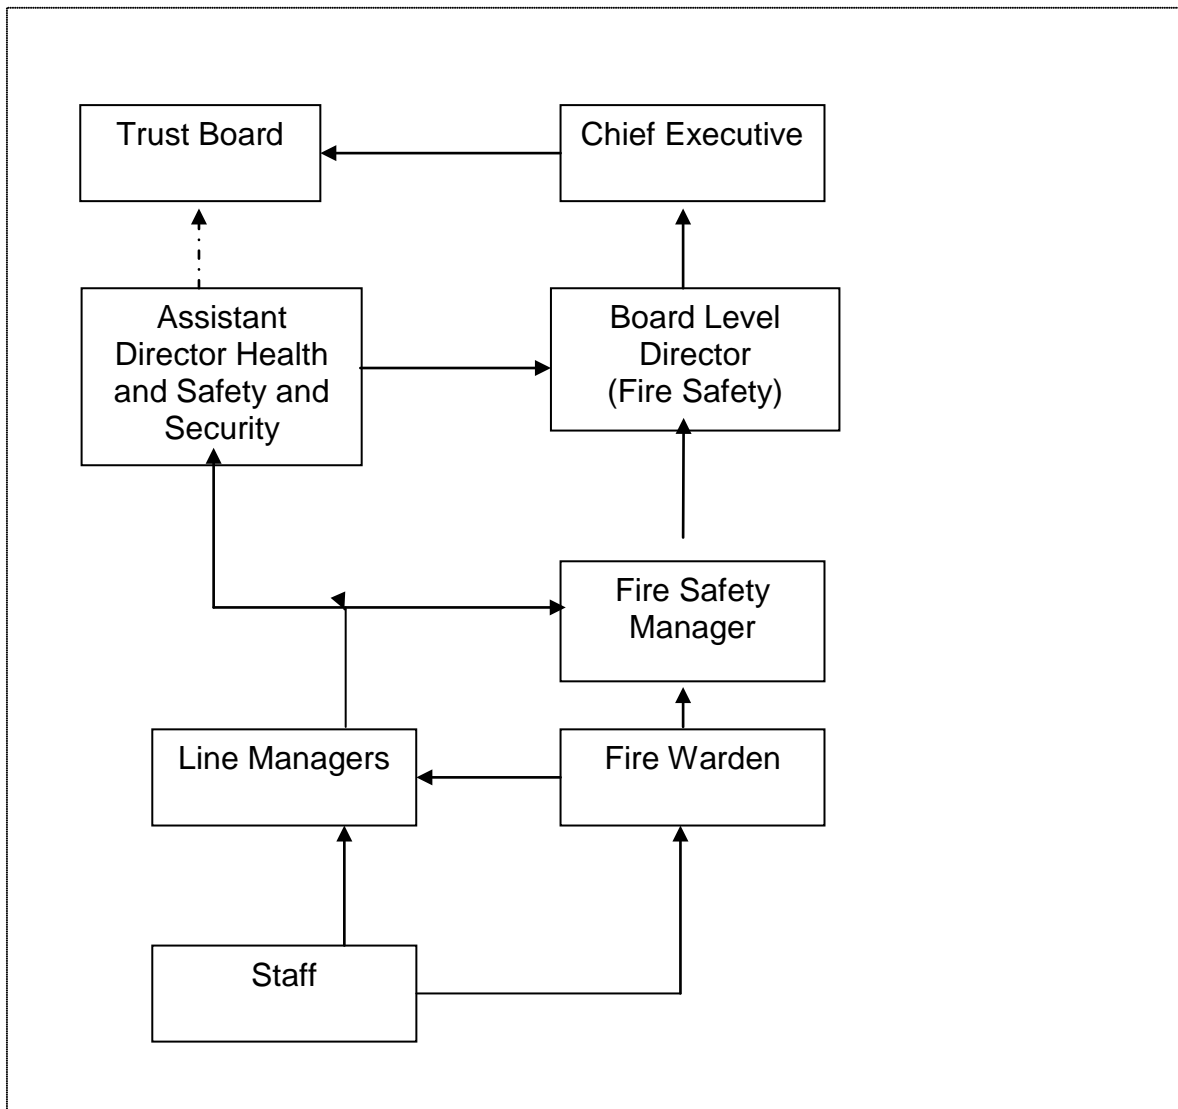 Trust Board
Chief Executive
Assistant
Director Health
and Safety and
Security
Board Level
Director
(Fire Safety)
Fire Safety
Manager
Line Managers
Fire Warden
Staff